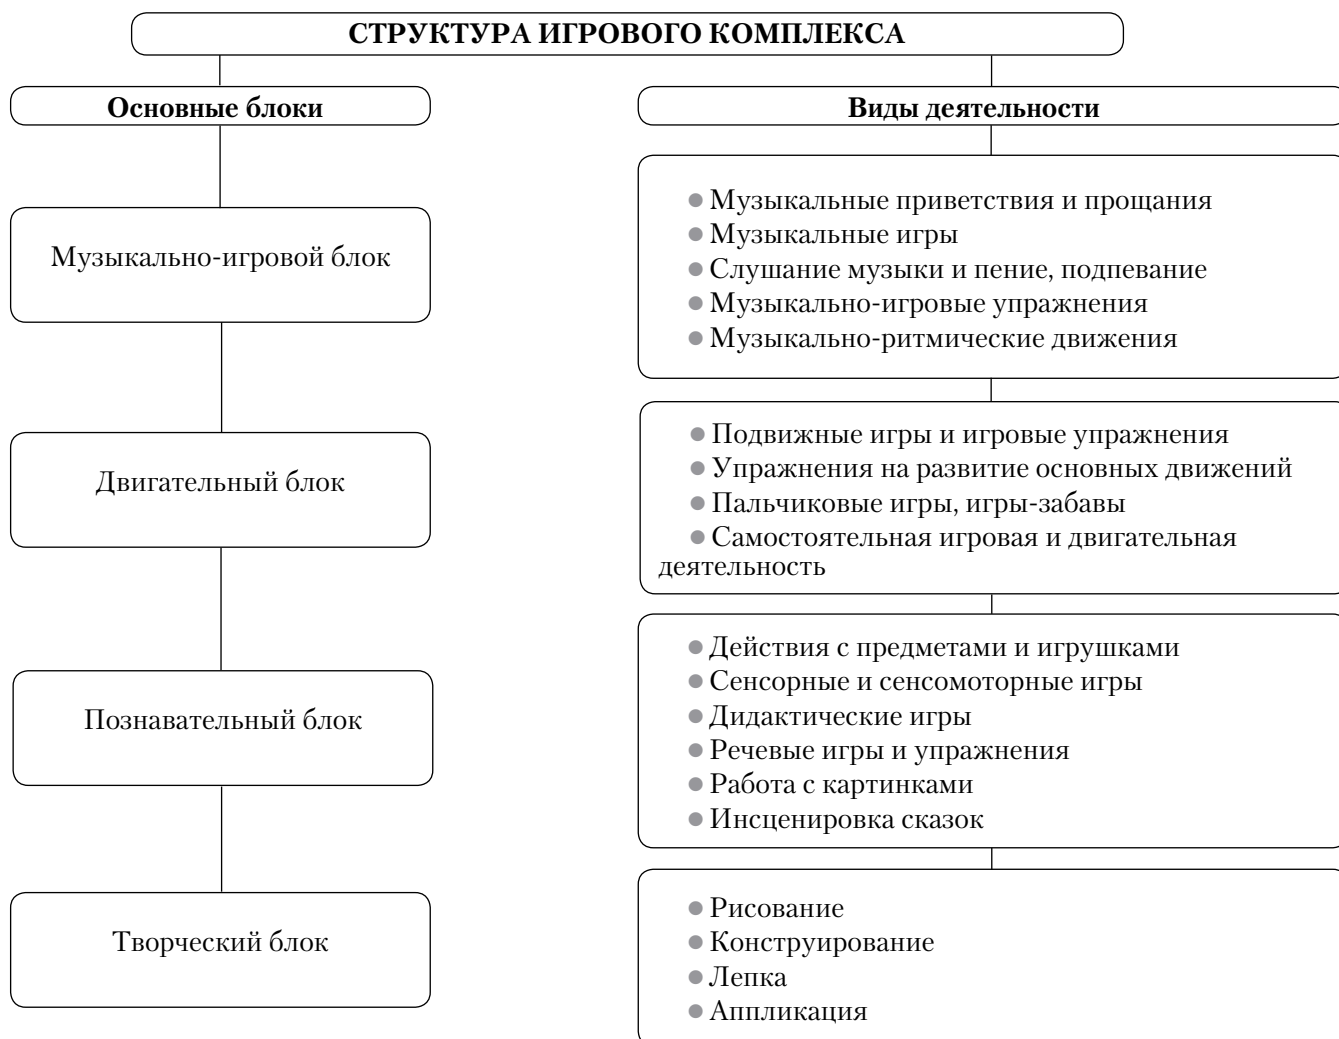 СТРУКТУРА ИГРОВОГО КОМПЛЕКСА
Основные блоки
Виды деятельности
Музыкально-игровой блок
● Музыкальные приветствия и прощания
● Музыкальные игры
● Слушание музыки и пение, подпевание
● Музыкально-игровые упражнения
● Музыкально-ритмические движения
Двигательный блок
● Подвижные игры и игровые упражнения
● Упражнения на развитие основных движений
● Пальчиковые игры, игры-забавы
● Самостоятельная игровая и двигательная
деятельность
Познавательный блок
● Действия с предметами и игрушками
● Сенсорные и сенсомоторные игры
● Дидактические игры
● Речевые игры и упражнения
● Работа с картинками
● Инсценировка сказок
Творческий блок
● Рисование
● Конструирование
● Лепка
● Аппликация